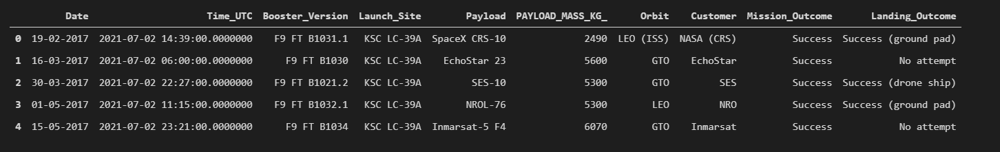 Date Time_UTC Booster_Version Launch_Site Payload PAYLOAD_MASS_KG_ Orbit Customer Mission_Outcome Landing_Outcome
0 19-02-2017 2021-07-02 14:39:00.0000000 F9 FT B1031.1 KSC LC-39A SpaceX CRS-10 2490 LEO (ISS) NASA (CRS) Success Success (ground pad)
1 16-03-2017 2021-07-02 06:00:00.0000000 F9 FT B1030 KSC LC-39A EchoStar 23 5600 GTO EchoStar Success No attempt
2 30-03-2017 2021-07-02 22:27:00.0000000 F9 FT B1021.2 KSC LC-39A SES-10 5300 GTO SES Success Success (drone ship)
3 01-05-2017 2021-07-02 11:15:00.0000000 F9 FT B1032.1 KSC LC-39A NROL-76 5300 LEO NRO Success Success (ground pad)
4 15-05-2017 2021-07-02 23:21:00.0000000 F9 FT B1034 KSC LC-39A Inmarsat-5 F4 6070 GTO Inmarsat Success No attempt